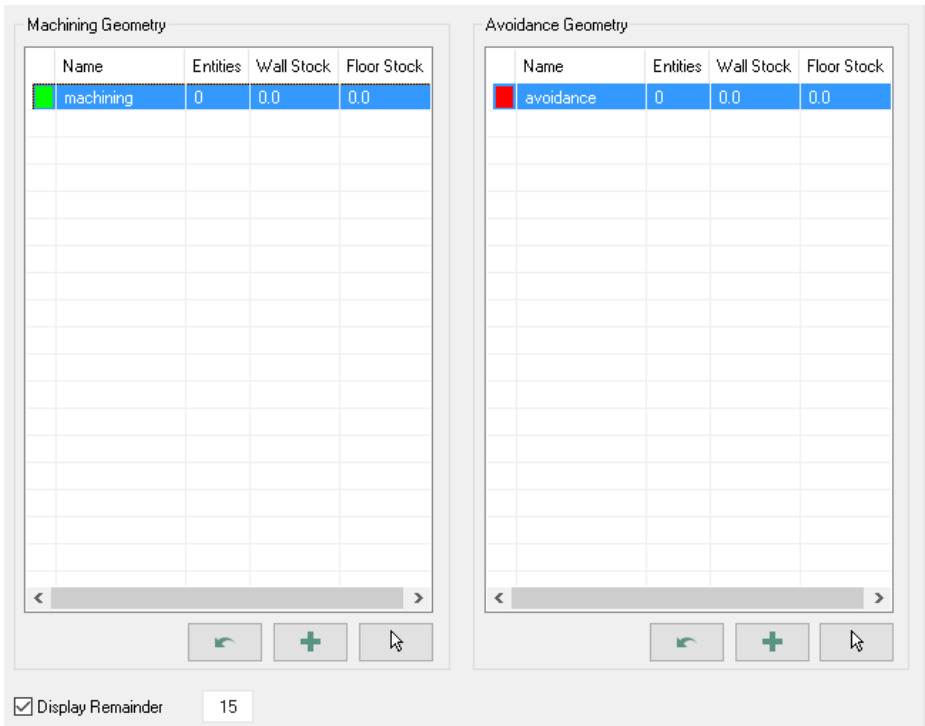 Machining Geometry
Name Entities Wall Stock Floor Stock
machining 0 0.0 0.0
Avoidance Geometry
Name Entities Wall Stock Floor Stock
avoidance 0 0.0 0.0
Display Remainder 15